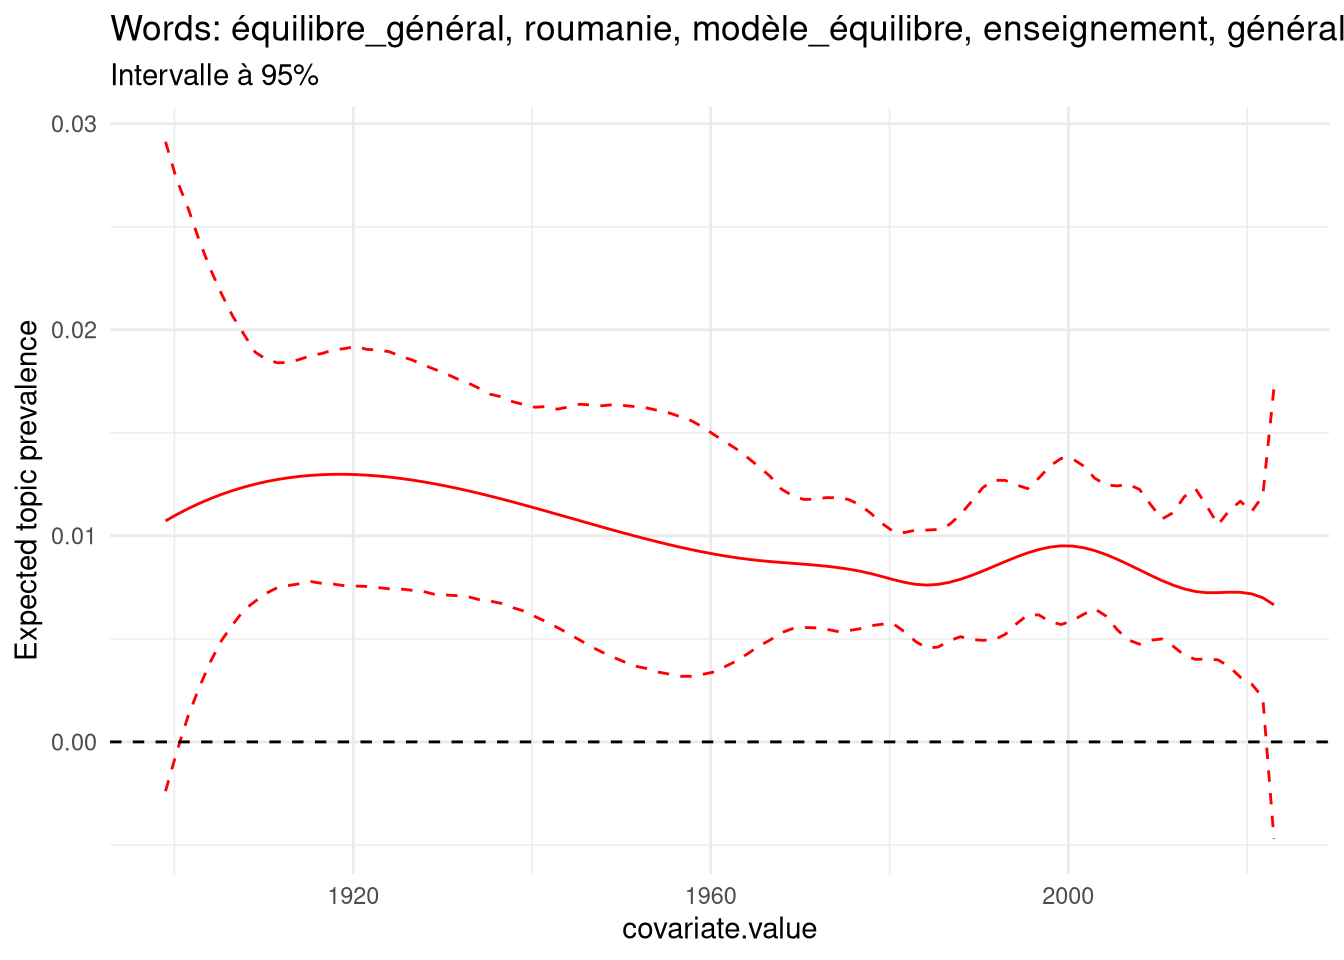 Words: équilibre_général, roumanie, modèle_équilibre, enseignement, général
Intervalle à 95%
0.03
0.02
0.01
0.00
Expected topic prevalence
1920 1960 2000
covariate.value